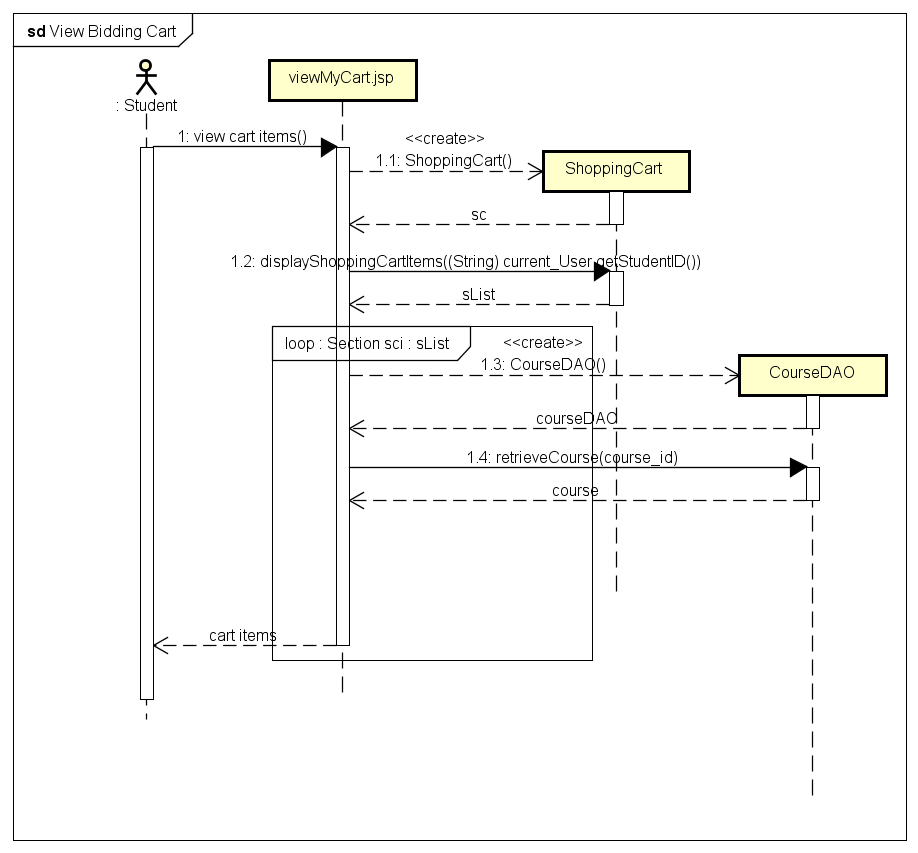 sd View Bidding Cart
: Student
viewMyCart.jsp
1: view cart items()
<<create>>
1.1: ShoppingCart()
ShoppingCart
sc
1.2: displayShoppingCartItems((String) current_User.getStudentID())
sList
loop : Section sci : sList
<<create>>
1.3: CourseDAO()
CourseDAO
courseDAO
1.4: retrieveCourse(course_id)
course
cart items